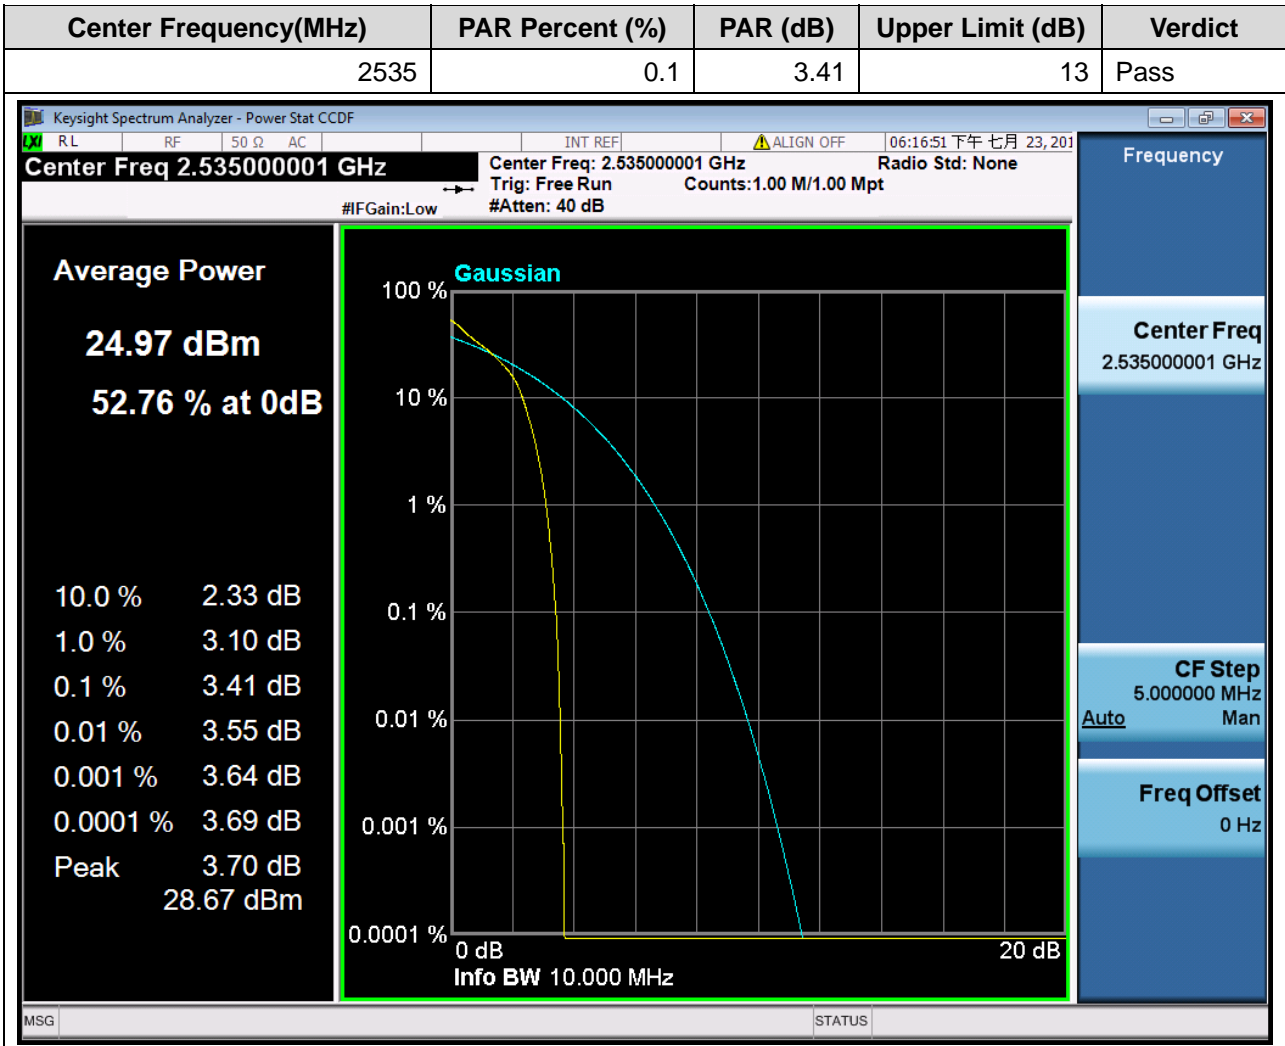 Center Frequency(MHz) PAR Percent (%) PAR (dB) Upper Limit (dB) Verdict
2535 0.1 3.41 13 Pass
Keysight Spectrum Analyzer - Power Stat CCDF
LXI RL RF 50 Ω AC INT REF ALIGN OFF 06:16:51 下午 七月 23, 201
Center Freq 2.535000001 GHz
#IFGain:Low
Center Freq: 2.535000001 GHz Radio Std: None
Trig: Free Run Counts:1.00 M/1.00 Mpt
#Atten: 40 dB
Average Power
24.97 dBm
52.76 % at 0dB
10.0 % 2.33 dB
1.0 % 3.10 dB
0.1 % 3.41 dB
0.01 % 3.55 dB
0.001 % 3.64 dB
0.0001 % 3.69 dB
Peak 3.70 dB
28.67 dBm
Gaussian
100 %
10 %
1 %
0.1 %
0.01 %
0.001 %
0.0001 %
0 dB 20 dB
Info BW 10.000 MHz
Frequency
Center Freq
2.535000001 GHz
CF Step
5.000000 MHz
Auto Man
Freq Offset
0 Hz
MSG STATUS